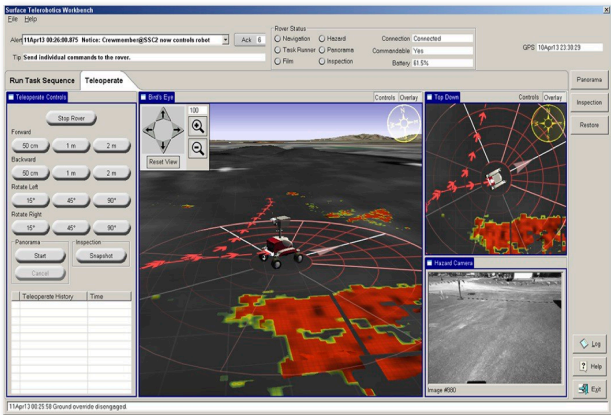 Surface Telerobotics Workbench
File Help
Alert 11Apr13 00:26:00.875 Notice: Crewmember@SSC2 now controls robot Ack 6
Tip Send individual commands to the rover.
Rover Status
Navigation Hazard Connection Connected
Task Runner Panorama Commandable Yes
Film Inspection Battery 61.5%
GPS 10Apr13 23:30:29
Run Task Sequence Teleoperate
Teleoperate Controls
Stop Rover
Forward
50 cm 1 m 2 m
Backward
50 cm 1 m 2 m
Rotate Left
15° 45° 90°
Rotate Right
15° 45° 90°
Panorama Inspection
Start Snapshot
Cancel
Teleoperate History Time
Bird's Eye Controls Overlay
100
Reset View
Top Down Controls Overlay
Hazard Camera
Image #880
Panorama
Inspection
Restore
Log
Help
Exit
11Apr13 00:25:58 Ground override disengaged.